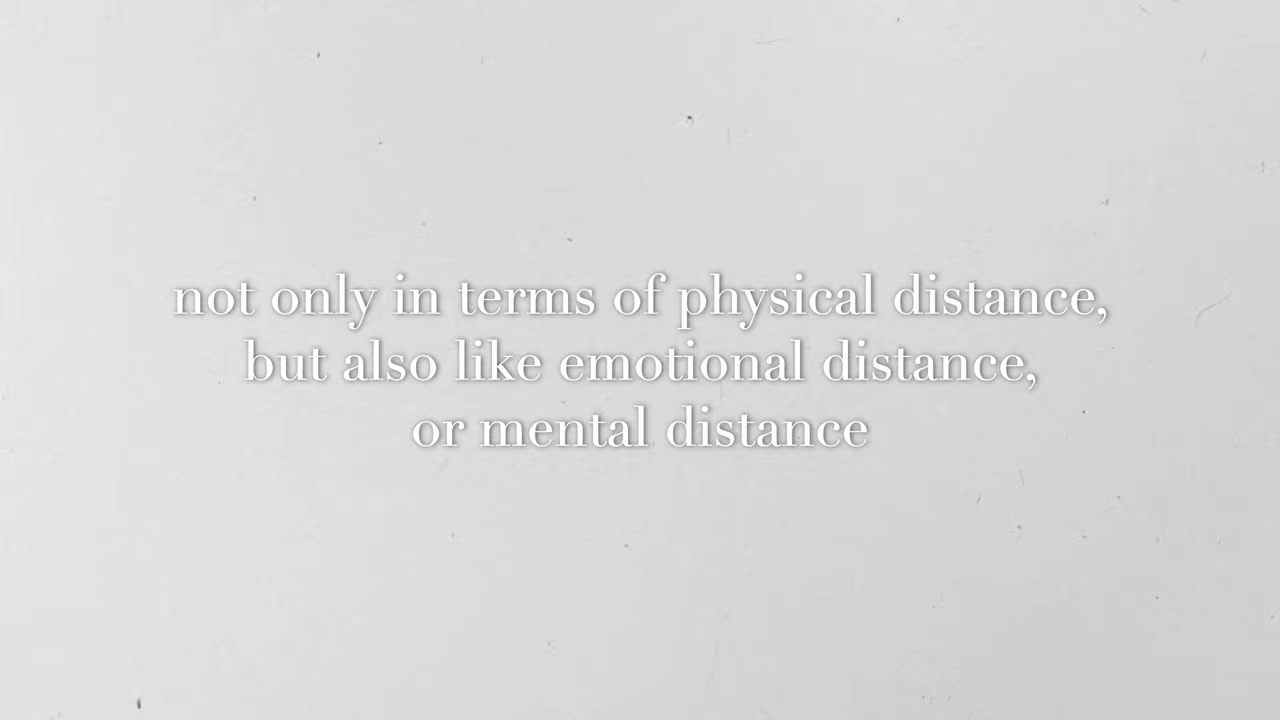 not only in terms of physical distance,
but also like emotional distance,
or mental distance